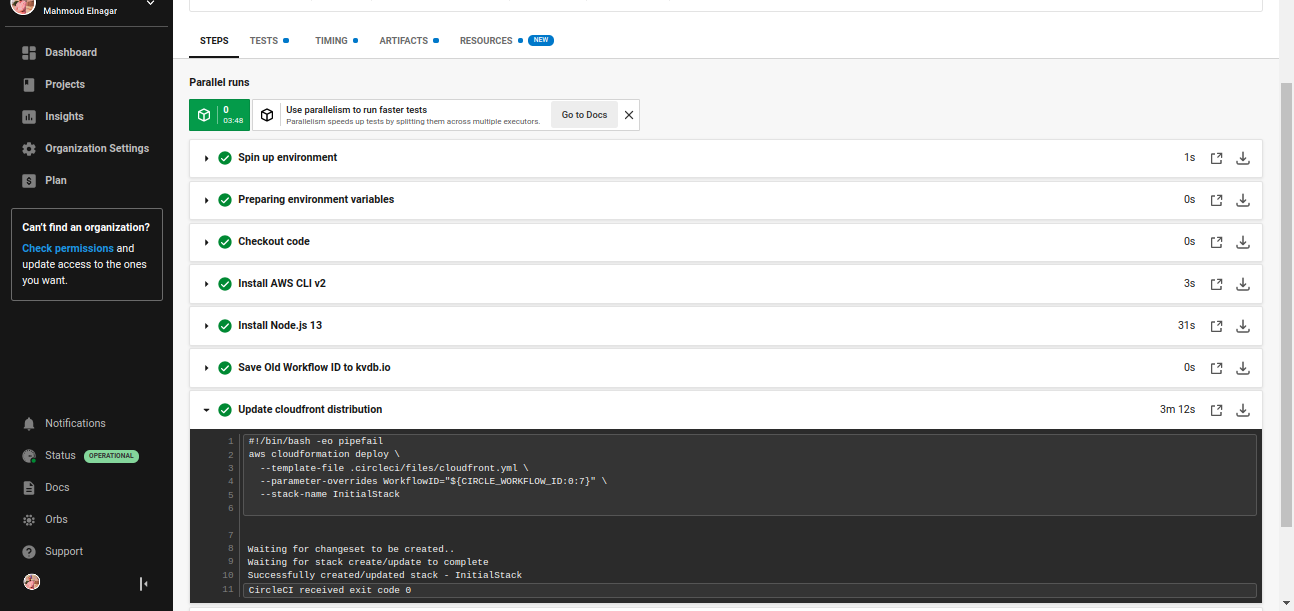 Mahmoud Elnagar
Dashboard
Projects
Insights
Organization Settings
Plan
Can't find an organization?
Check permissions and
update access to the ones
you want.
Notifications
Status OPERATIONAL
Docs
Orbs
Support
STEPS TESTS TIMING ARTIFACTS RESOURCES NEW
Parallel runs
0
03:48
Use parallelism to run faster tests
Parallelism speeds up tests by splitting them across multiple executors.
Go to Docs
Spin up environment 1s
Preparing environment variables 0s
Checkout code 0s
Install AWS CLI v2 3s
Install Node.js 13 31s
Save Old Workflow ID to kvdb.io 0s
Update cloudfront distribution 3m 12s
1 #!/bin/bash -eo pipefail
2 aws cloudformation deploy \
3 --template-file .circleci/files/cloudfront.yml \
4 --parameter-overrides WorkflowID="${CIRCLE_WORKFLOW_ID:0:7}" \
5 --stack-name InitialStack
6
7
8 Waiting for changeset to be created..
9 Waiting for stack create/update to complete
10 Successfully created/updated stack - InitialStack
11 CircleCI received exit code 0